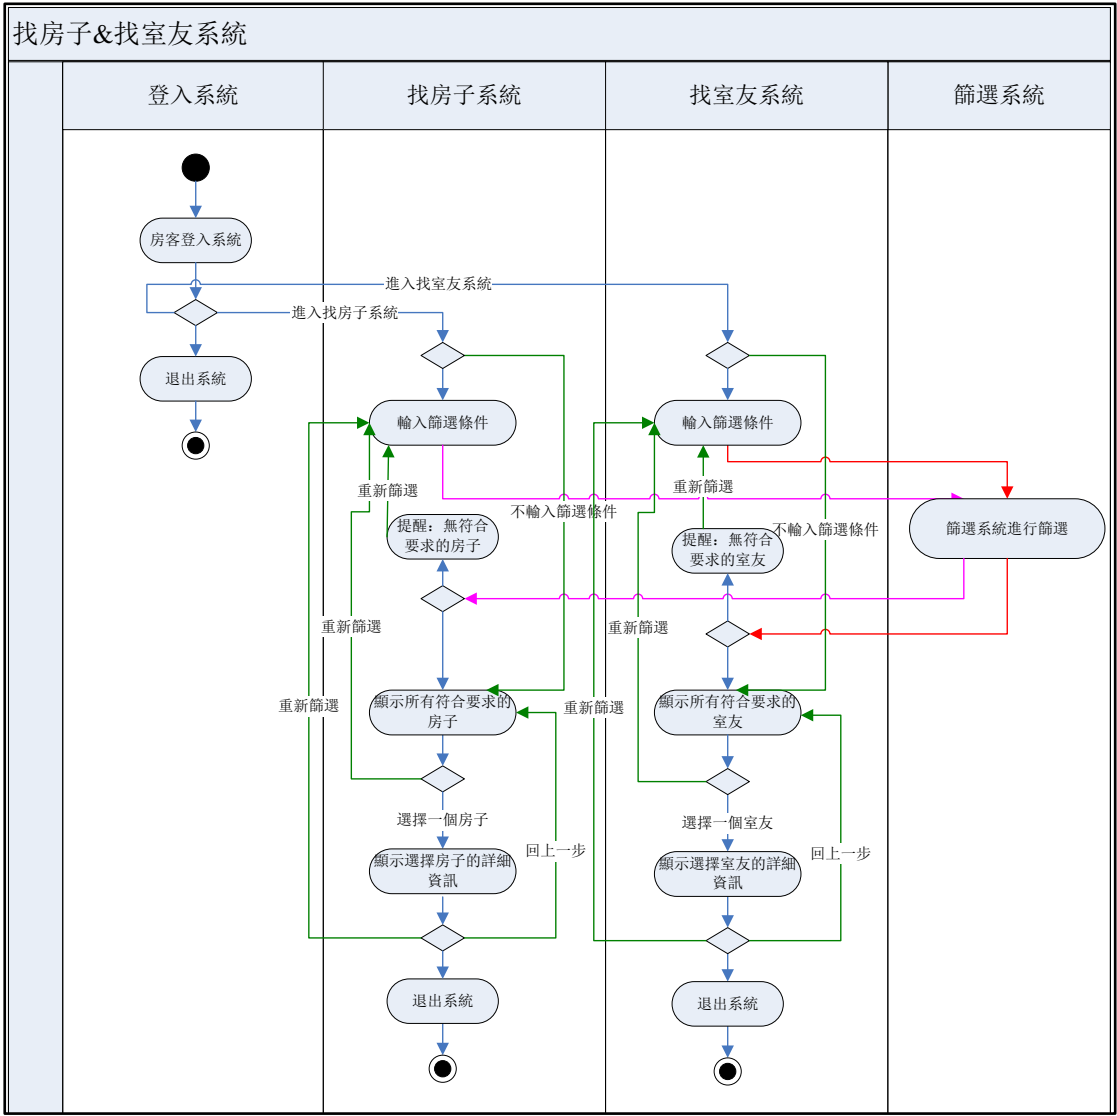 找房子&找室友系統
登入系統
找房子系統
找室友系統
篩選系統
房客登入系統
進入找室友系統
進入找房子系統
退出系統
輸入篩選條件
輸入篩選條件
重新篩選
重新篩選
不輸入篩選條件
提醒：無符合
要求的房子
不輸入篩選條件
提醒：無符合
要求的室友
篩選系統進行篩選
重新篩選
重新篩選
重新篩選
顯示所有符合要求的
房子
重新篩選
顯示所有符合要求的
室友
選擇一個房子
選擇一個室友
回上一步
回上一步
顯示選擇房子的詳細
資訊
顯示選擇室友的詳細
資訊
退出系統
退出系統